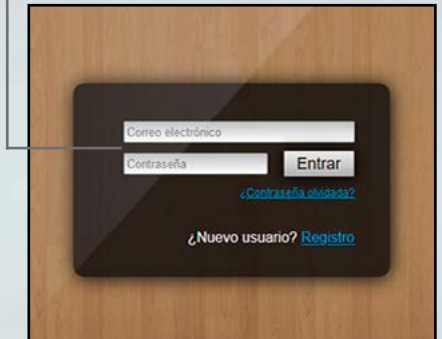 Correo electrónico
Contraseña
Entrar
¿Contraseña olvidada?
¿Nuevo usuario? Registro